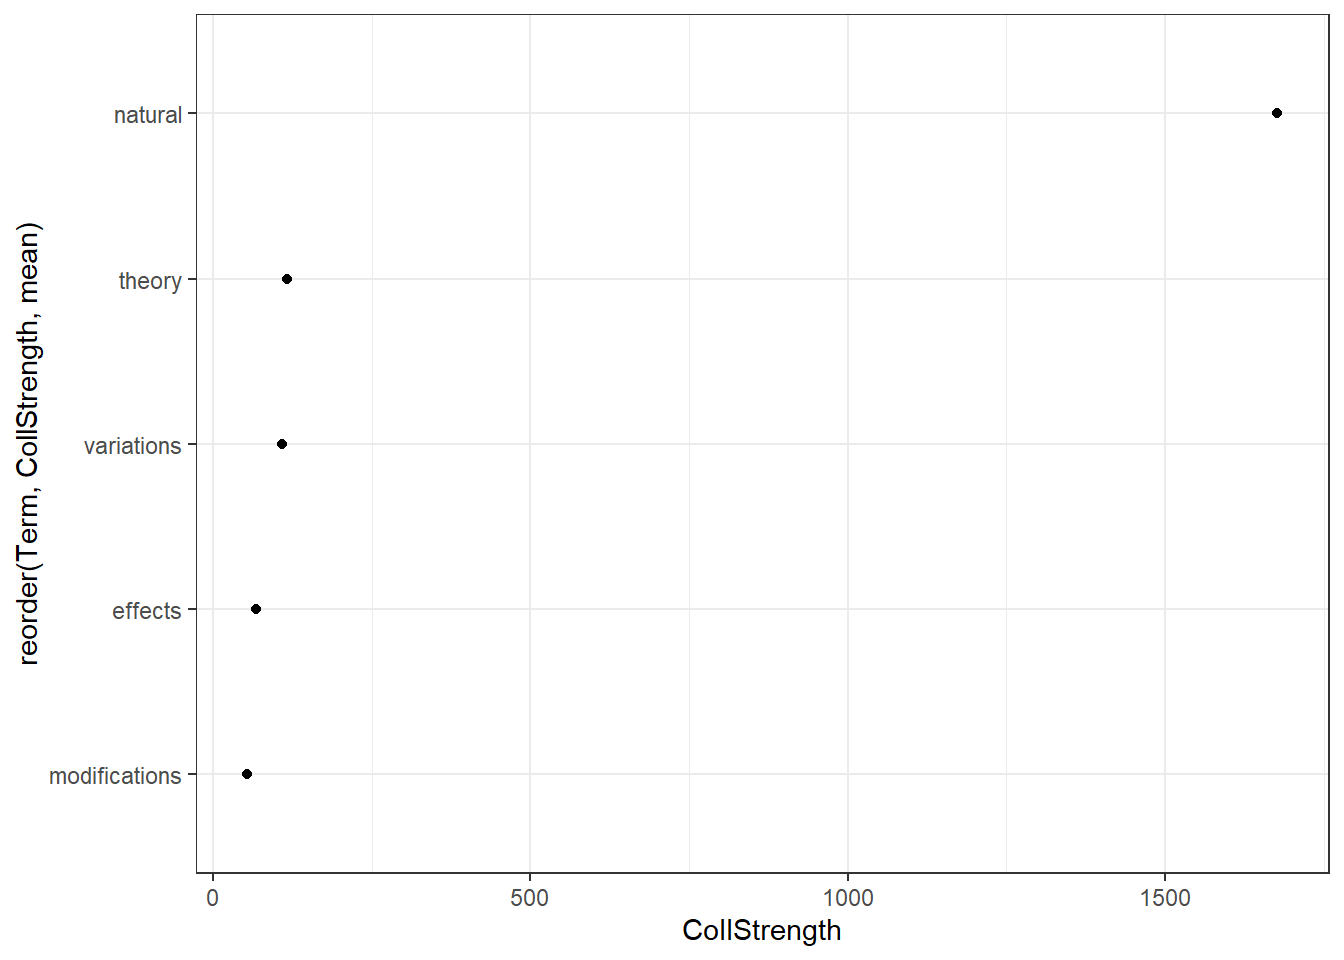 natural
theory
variations
effects
modifications
reorder(Term, CollStrength, mean)
0 500 1000 1500
CollStrength